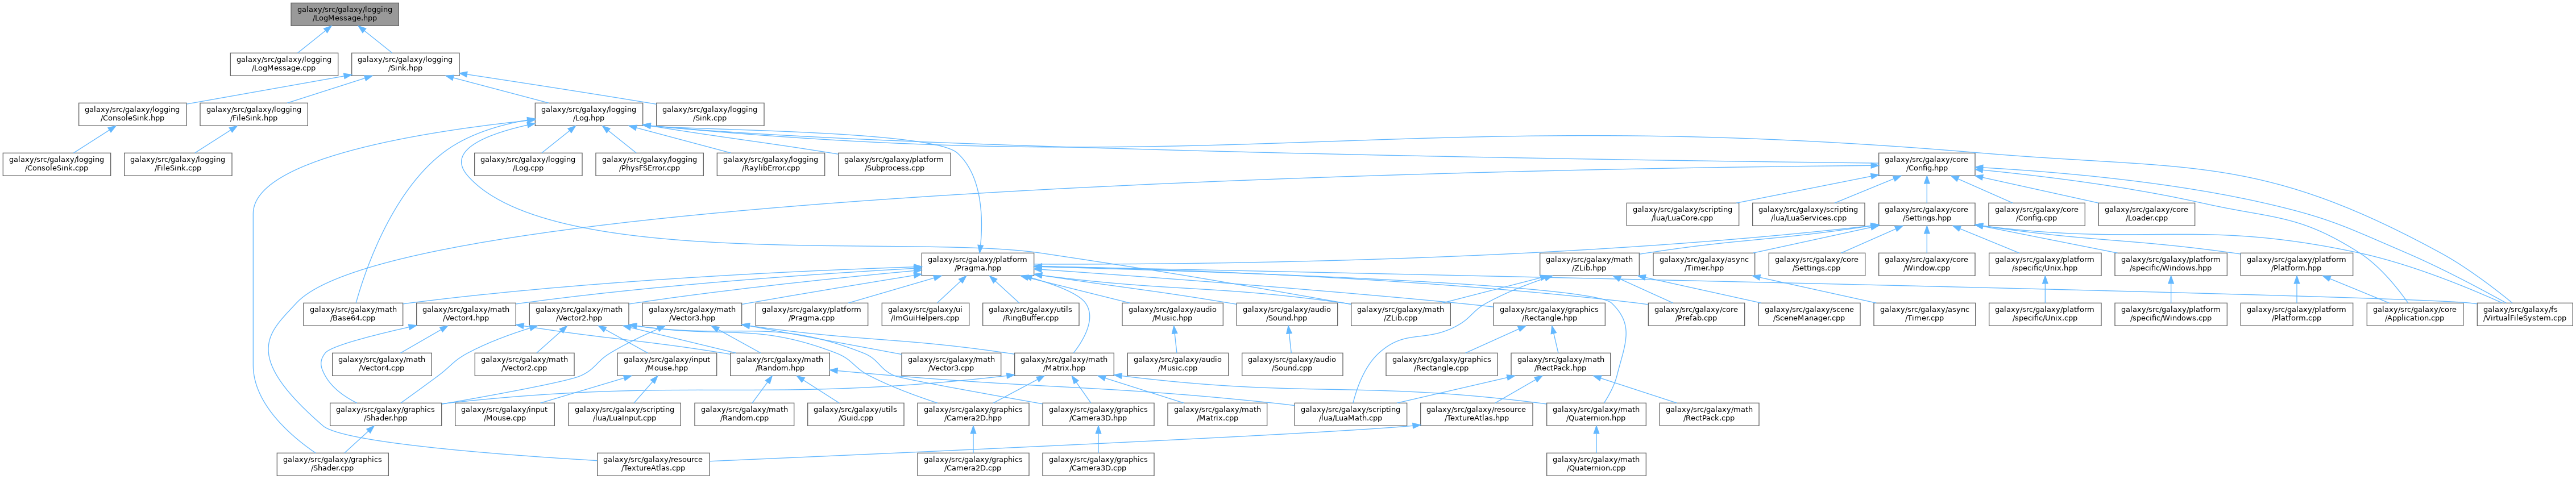 galaxy/src/galaxy/logging
/LogMessage.hpp
galaxy/src/galaxy/logging
/LogMessage.cpp
galaxy/src/galaxy/logging
/Sink.hpp
galaxy/src/galaxy/logging
/ConsoleSink.hpp
galaxy/src/galaxy/logging
/FileSink.hpp
galaxy/src/galaxy/logging
/Log.hpp
galaxy/src/galaxy/logging
/Sink.cpp
galaxy/src/galaxy/logging
/ConsoleSink.cpp
galaxy/src/galaxy/logging
/FileSink.cpp
galaxy/src/galaxy/logging
/Log.cpp
galaxy/src/galaxy/logging
/PhysFSError.cpp
galaxy/src/galaxy/logging
/RaylibError.cpp
galaxy/src/galaxy/platform
/Subprocess.cpp
galaxy/src/galaxy/core
/Config.hpp
galaxy/src/galaxy/scripting
/lua/LuaCore.cpp
galaxy/src/galaxy/scripting
/lua/LuaServices.cpp
galaxy/src/galaxy/core
/Settings.hpp
galaxy/src/galaxy/core
/Config.cpp
galaxy/src/galaxy/core
/Loader.cpp
galaxy/src/galaxy/platform
/Pragma.hpp
galaxy/src/galaxy/math
/ZLib.hpp
galaxy/src/galaxy/async
/Timer.hpp
galaxy/src/galaxy/core
/Settings.cpp
galaxy/src/galaxy/core
/Window.cpp
galaxy/src/galaxy/platform
/specific/Unix.hpp
galaxy/src/galaxy/platform
/specific/Windows.hpp
galaxy/src/galaxy/platform
/Platform.hpp
galaxy/src/galaxy/math
/Base64.cpp
galaxy/src/galaxy/math
/Vector4.hpp
galaxy/src/galaxy/math
/Vector2.hpp
galaxy/src/galaxy/math
/Vector3.hpp
galaxy/src/galaxy/platform
/Pragma.cpp
galaxy/src/galaxy/ui
/ImGuiHelpers.cpp
galaxy/src/galaxy/utils
/RingBuffer.cpp
galaxy/src/galaxy/audio
/Music.hpp
galaxy/src/galaxy/audio
/Sound.hpp
galaxy/src/galaxy/math
/ZLib.cpp
galaxy/src/galaxy/graphics
/Rectangle.hpp
galaxy/src/galaxy/core
/Prefab.cpp
galaxy/src/galaxy/scene
/SceneManager.cpp
galaxy/src/galaxy/async
/Timer.cpp
galaxy/src/galaxy/platform
/specific/Unix.cpp
galaxy/src/galaxy/platform
/specific/Windows.cpp
galaxy/src/galaxy/platform
/Platform.cpp
galaxy/src/galaxy/core
/Application.cpp
galaxy/src/galaxy/fs
/VirtualFileSystem.cpp
galaxy/src/galaxy/math
/Vector4.cpp
galaxy/src/galaxy/math
/Vector2.cpp
galaxy/src/galaxy/input
/Mouse.hpp
galaxy/src/galaxy/math
/Random.hpp
galaxy/src/galaxy/math
/Vector3.cpp
galaxy/src/galaxy/math
/Matrix.hpp
galaxy/src/galaxy/audio
/Music.cpp
galaxy/src/galaxy/audio
/Sound.cpp
galaxy/src/galaxy/graphics
/Rectangle.cpp
galaxy/src/galaxy/math
/RectPack.hpp
galaxy/src/galaxy/graphics
/Shader.hpp
galaxy/src/galaxy/input
/Mouse.cpp
galaxy/src/galaxy/scripting
/lua/LuaInput.cpp
galaxy/src/galaxy/math
/Random.cpp
galaxy/src/galaxy/utils
/Guid.cpp
galaxy/src/galaxy/graphics
/Camera2D.hpp
galaxy/src/galaxy/graphics
/Camera3D.hpp
galaxy/src/galaxy/math
/Matrix.cpp
galaxy/src/galaxy/scripting
/lua/LuaMath.cpp
galaxy/src/galaxy/resource
/TextureAtlas.hpp
galaxy/src/galaxy/math
/Quaternion.hpp
galaxy/src/galaxy/math
/RectPack.cpp
galaxy/src/galaxy/graphics
/Shader.cpp
galaxy/src/galaxy/resource
/TextureAtlas.cpp
galaxy/src/galaxy/graphics
/Camera2D.cpp
galaxy/src/galaxy/graphics
/Camera3D.cpp
galaxy/src/galaxy/math
/Quaternion.cpp